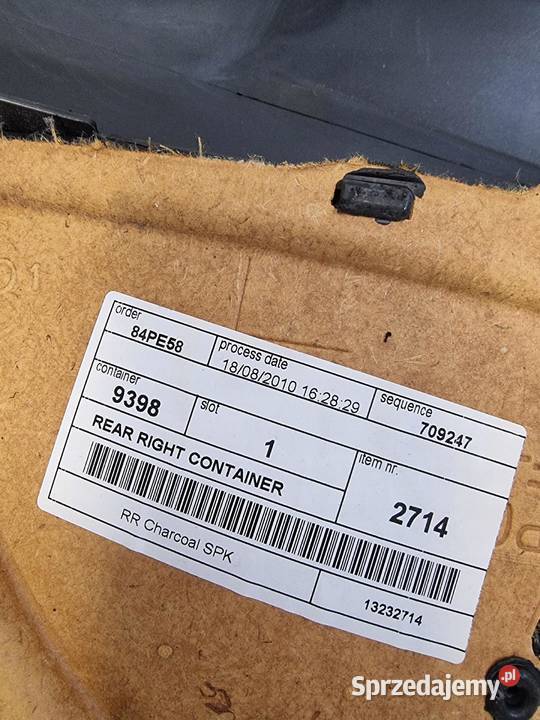 01
order
84PE58
process date
18/08/2010 16:28:29
sequence
709247
container
9398
slot
1
item nr.
2714
REAR RIGHT CONTAINER
RR Charcoal SPK
13232714
Sprzedajemy.pl